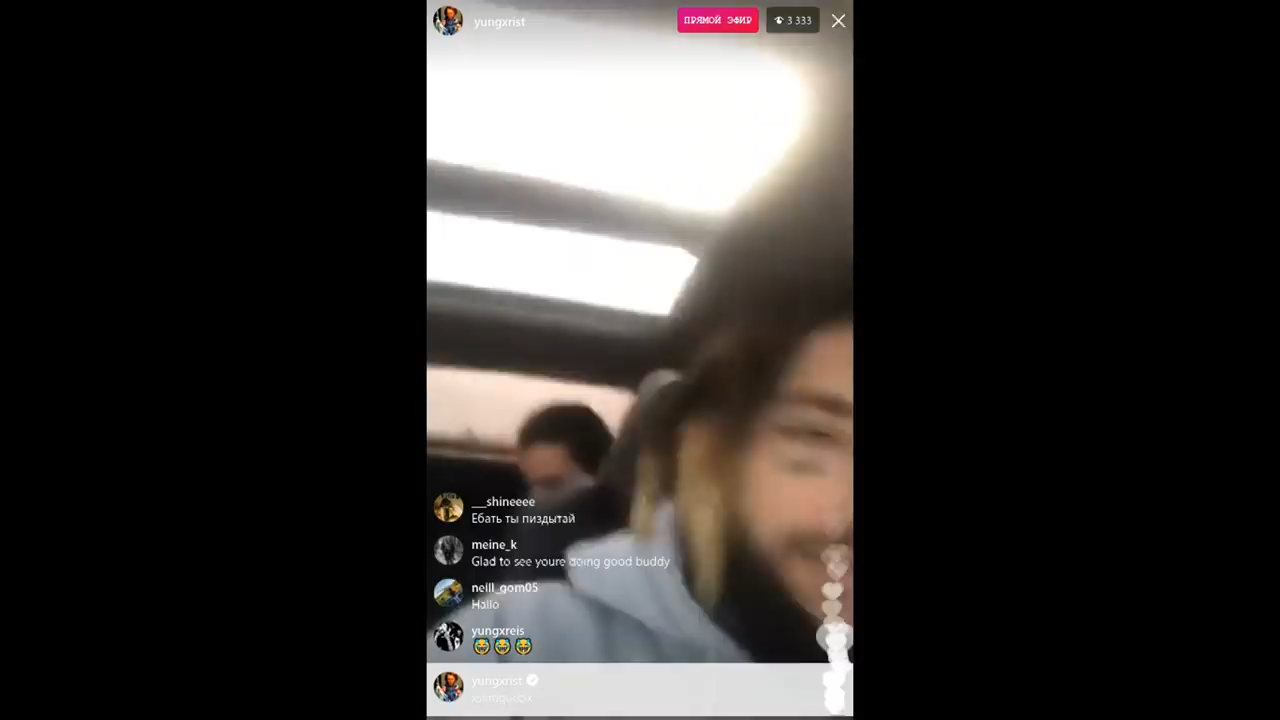 yungxrist
ПРЯМОЙ ЭФИР
3 333
___shineeee
Ебать ты пиздытай
meine_k
Glad to see youre doing good buddy
neill_gorn05
Hallo
yungxreis
yungxrist